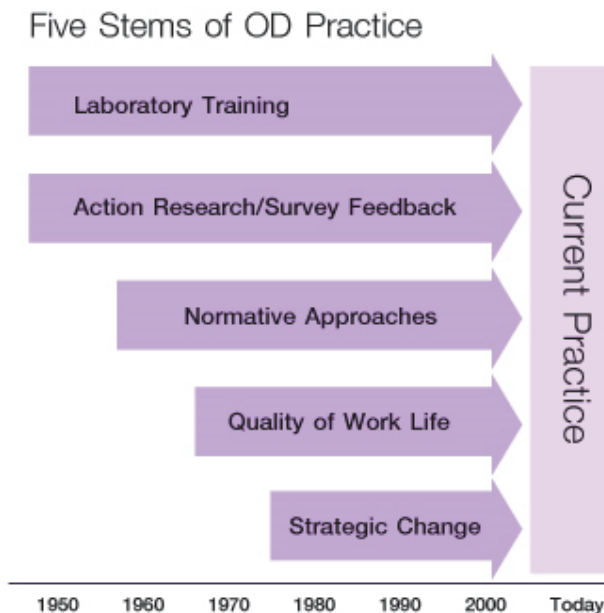 Five Stems of OD Practice
Laboratory Training
Action Research/Survey Feedback
Normative Approaches
Quality of Work Life
Strategic Change
Current Practice
1950 1960 1970 1980 1990 2000 Today